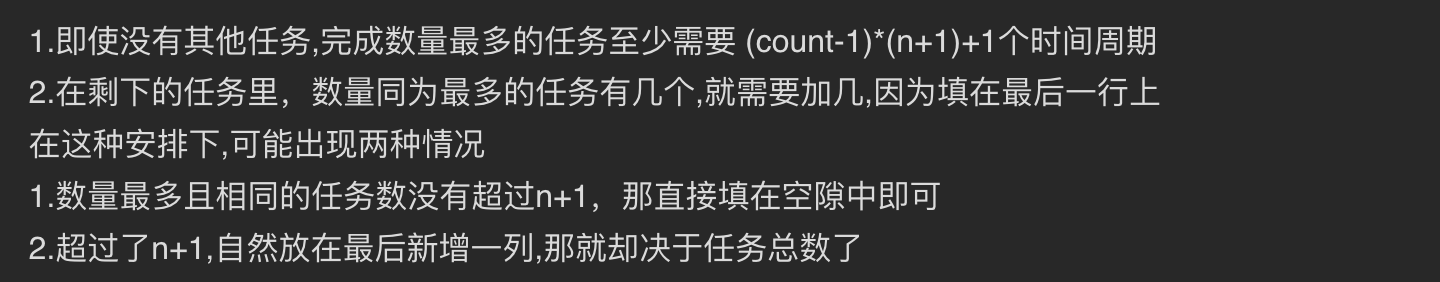 1.即使没有其他任务,完成数量最多的任务至少需要 (count-1)*(n+1)+1个时间周期
2.在剩下的任务里，数量同为最多的任务有几个,就需要加几,因为填在最后一行上
在这种安排下,可能出现两种情况
1.数量最多且相同的任务数没有超过n+1，那直接填在空隙中即可
2.超过了n+1,自然放在最后新增一列,那就却决于任务总数了